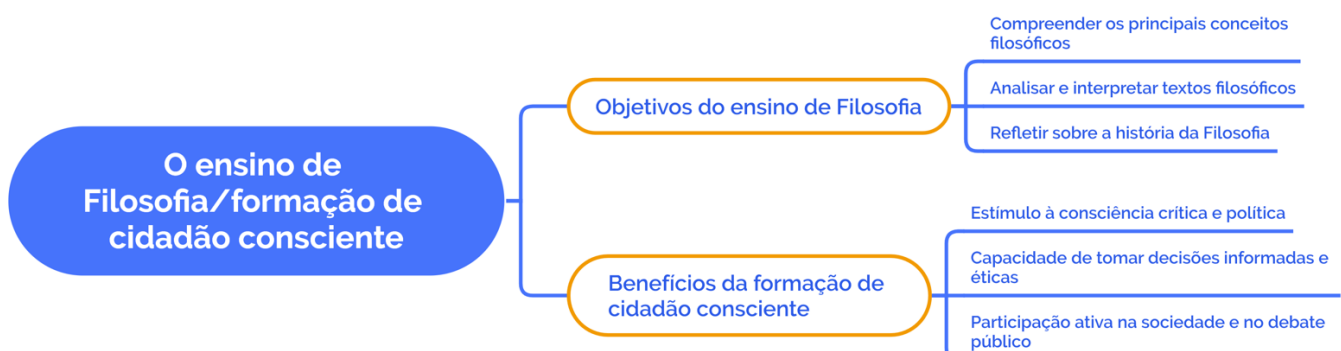 O ensino de
Filosofia/formação de
cidadão consciente
Objetivos do ensino de Filosofia
Compreender os principais conceitos
filosóficos
Analisar e interpretar textos filosóficos
Refletir sobre a história da Filosofia
Benefícios da formação de
cidadão consciente
Estímulo à consciência crítica e política
Capacidade de tomar decisões informadas e
éticas
Participação ativa na sociedade e no debate
público